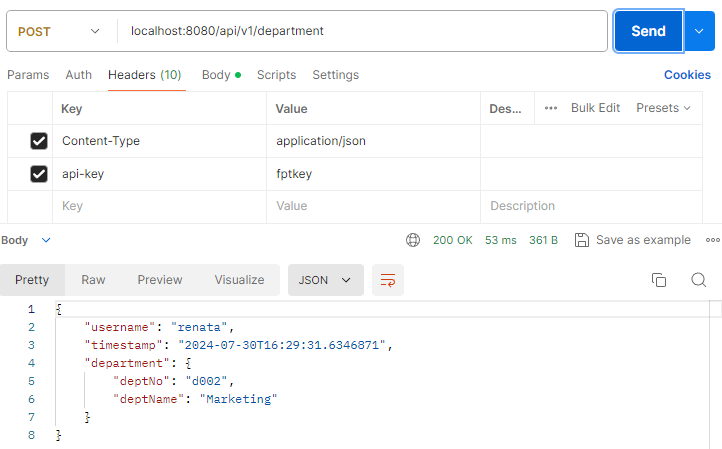 POST localhost:8080/api/v1/department Send
Params Auth Headers (10) Body Scripts Settings Cookies
Key Value Des... ••• Bulk Edit Presets
Content-Type application/json
api-key fptkey
Key Value Description
Body 200 OK 53 ms 361 B Save as example •••
Pretty Raw Preview Visualize JSON
1 {
2 "username": "renata",
3 "timestamp": "2024-07-30T16:29:31.6346871",
4 "department": {
5 "deptNo": "d002",
6 "deptName": "Marketing"
7 }
8 }